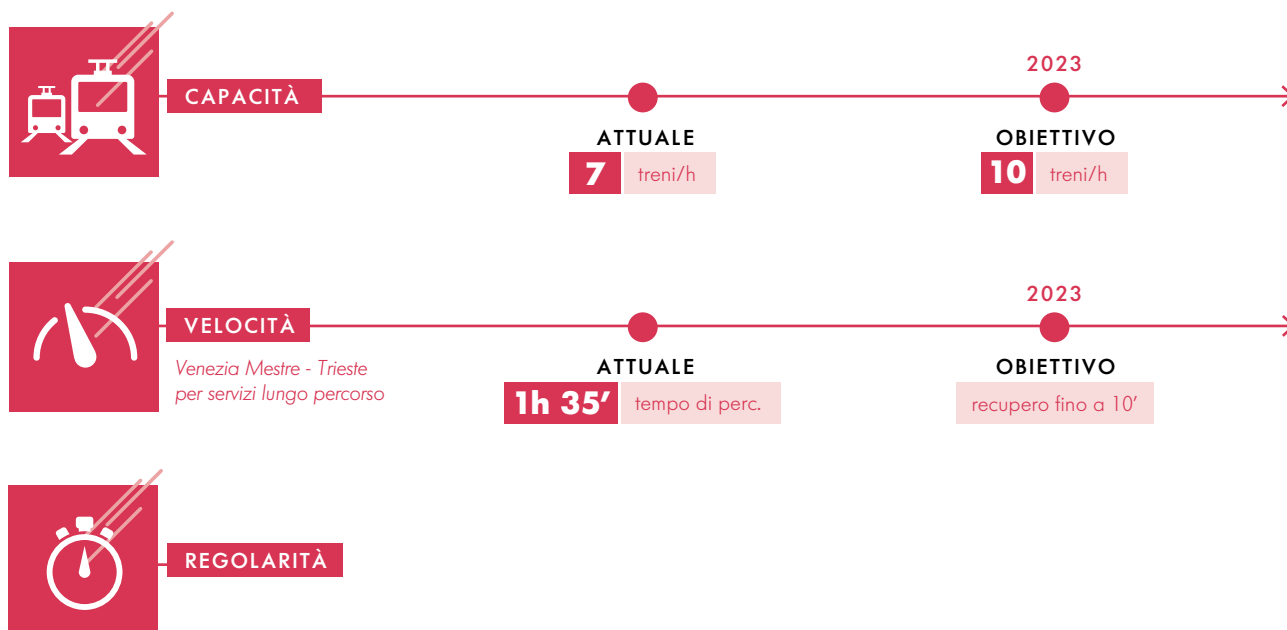 2023
CAPACITÀ
ATTUALE
OBIETTIVO
7 treni/h
10 treni/h
2023
VELOCITÀ
Venezia Mestre - Trieste
per servizi lungo percorso
ATTUALE
OBIETTIVO
1h 35’ tempo di perc.
recupero fino a 10’
REGOLARITÀ